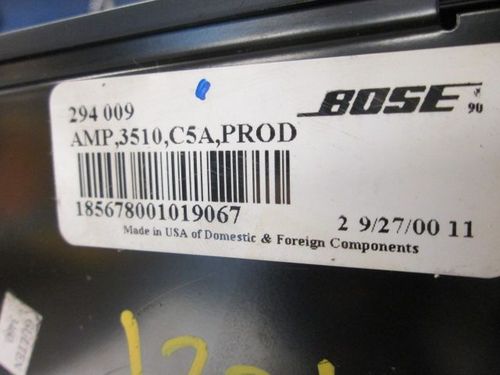 294 009
BOSE
90
AMP,3510,C5A,PROD
185678001019067
2 9/27/00 11
Made in USA of Domestic & Foreign Components